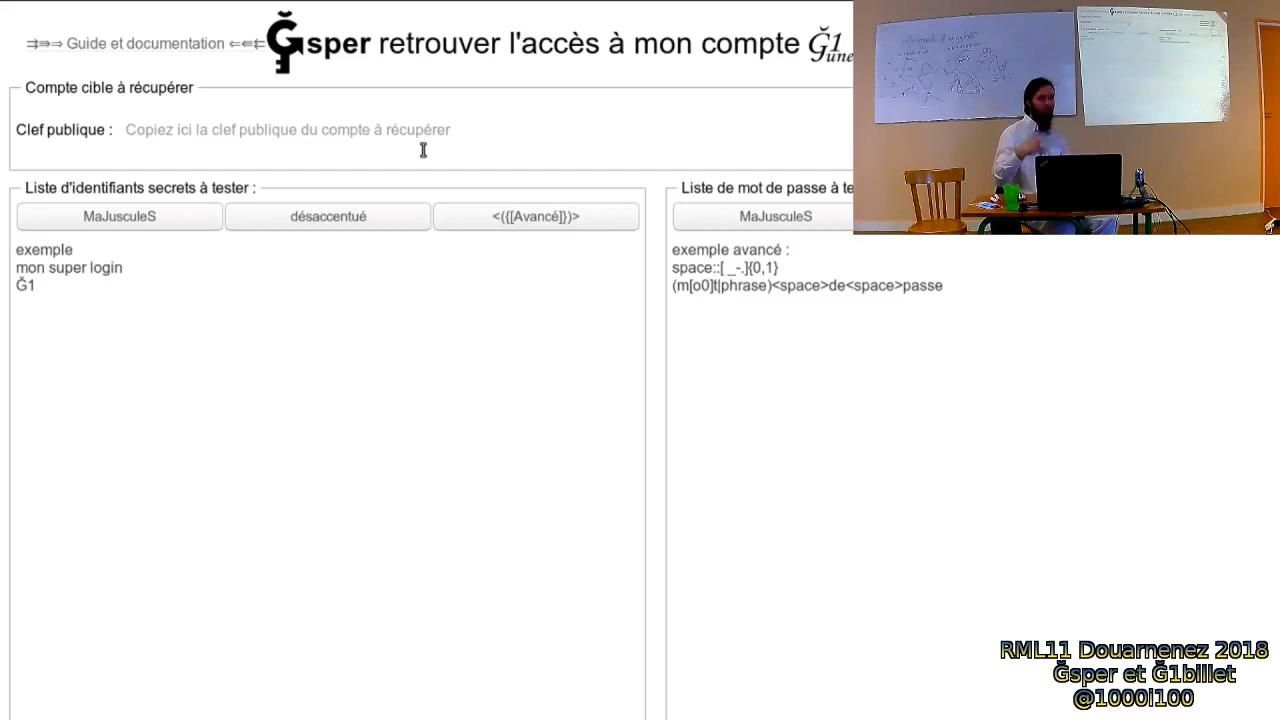 ⇉⇛⇒ Guide et documentation ⇐⇚⇇
Ğsper retrouver l'accès à mon compte Ğ1
une
Compte cible à récupérer
Clef publique : Copiez ici la clef publique du compte à récupérer
Liste d'identifiants secrets à tester :
MaJusculeS désaccentué <({[Avancé]})>
exemple
mon super login
Ğ1
Liste de mot de passe à te
MaJusculeS
exemple avancé :
space::[ _-.]{0,1}
(m[o0]t|phrase)<space>de<space>passe
RML11 Douarnenez 2018
Ğsper et Ğ1billet
@1000i100